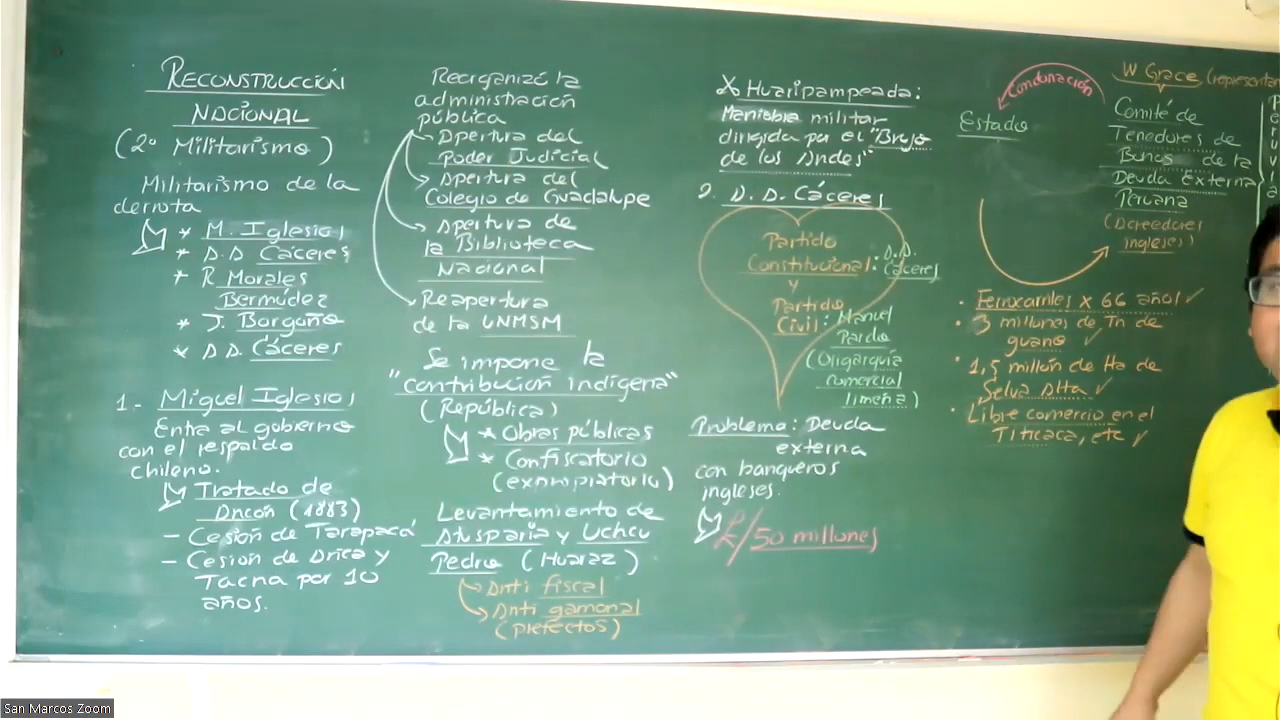 RECONSTRUCCIÓN
NACIONAL
(2º Militarismo)
Militarismo de la
derrota
* M. Iglesias
* A.A Cáceres
* R Morales
Bermúdez
* J. Borgoño
* A A. Cáceres
1- Miguel Iglesias
Entra al gobierno
con el respaldo
chileno.
Tratado de
Ancón (1883)
- Cesión de Tarapacá
- Cesión de Arica y
Tacna por 10
años.
Reorganizó la
administración
pública
Apertura del
Poder Judicial
Apertura del
Colegio de Guadalupe
Apertura de
la Biblioteca
Nacional
Reapertura
de la UNMSM
Se impone la
"contribución indígena"
(República)
* Obras públicas
* Confiscatorio
(expropiatorio)
Levantamiento de
Atusparia y Uchcu
Pedro (Huaraz)
Anti fiscal
Anti gamonal
(prefectos)
Huaripampeada:
Maniobra militar
dirigida por el "Brujo
de los Andes"
2. A. A. Cáceres
Partido
Constitucional: A.A.
Cáceres
y
Partido
Civil: Manuel
Pardo
(Oligarquía
comercial
limeña)
Problema: Deuda
externa
con banqueros
ingleses.
£/50 millones
Condonación
Estado
W Grace (representante
Comité de
Tenedores de
Bonos de la
Deuda externa
Peruana
(Acreedores
ingleses)
• Ferrocarriles x 66 años ✓
• 3 millones de Tn de
guano ✓
• 1,5 millón de Ha de
Selva Alta ✓
• Libre comercio en el
Titicaca, etc ✓
San Marcos Zoom